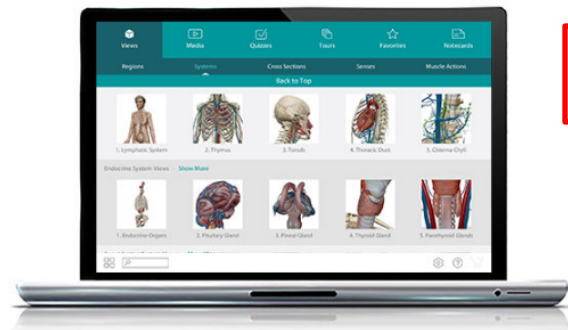 Views Media Quizzes Tours Favorites Notecards
Regions Systems Cross Sections Senses Muscle Actions
Back to Top
1. Lymphatic System 2. Thymus 3. Tonsils 4. Thoracic Duct 5. Cisterna Chyli
Endocrine System Views Show More
1. Endocrine Organs 2. Pituitary Gland 3. Pineal Gland 4. Thyroid Gland 5. Parathyroid Glands